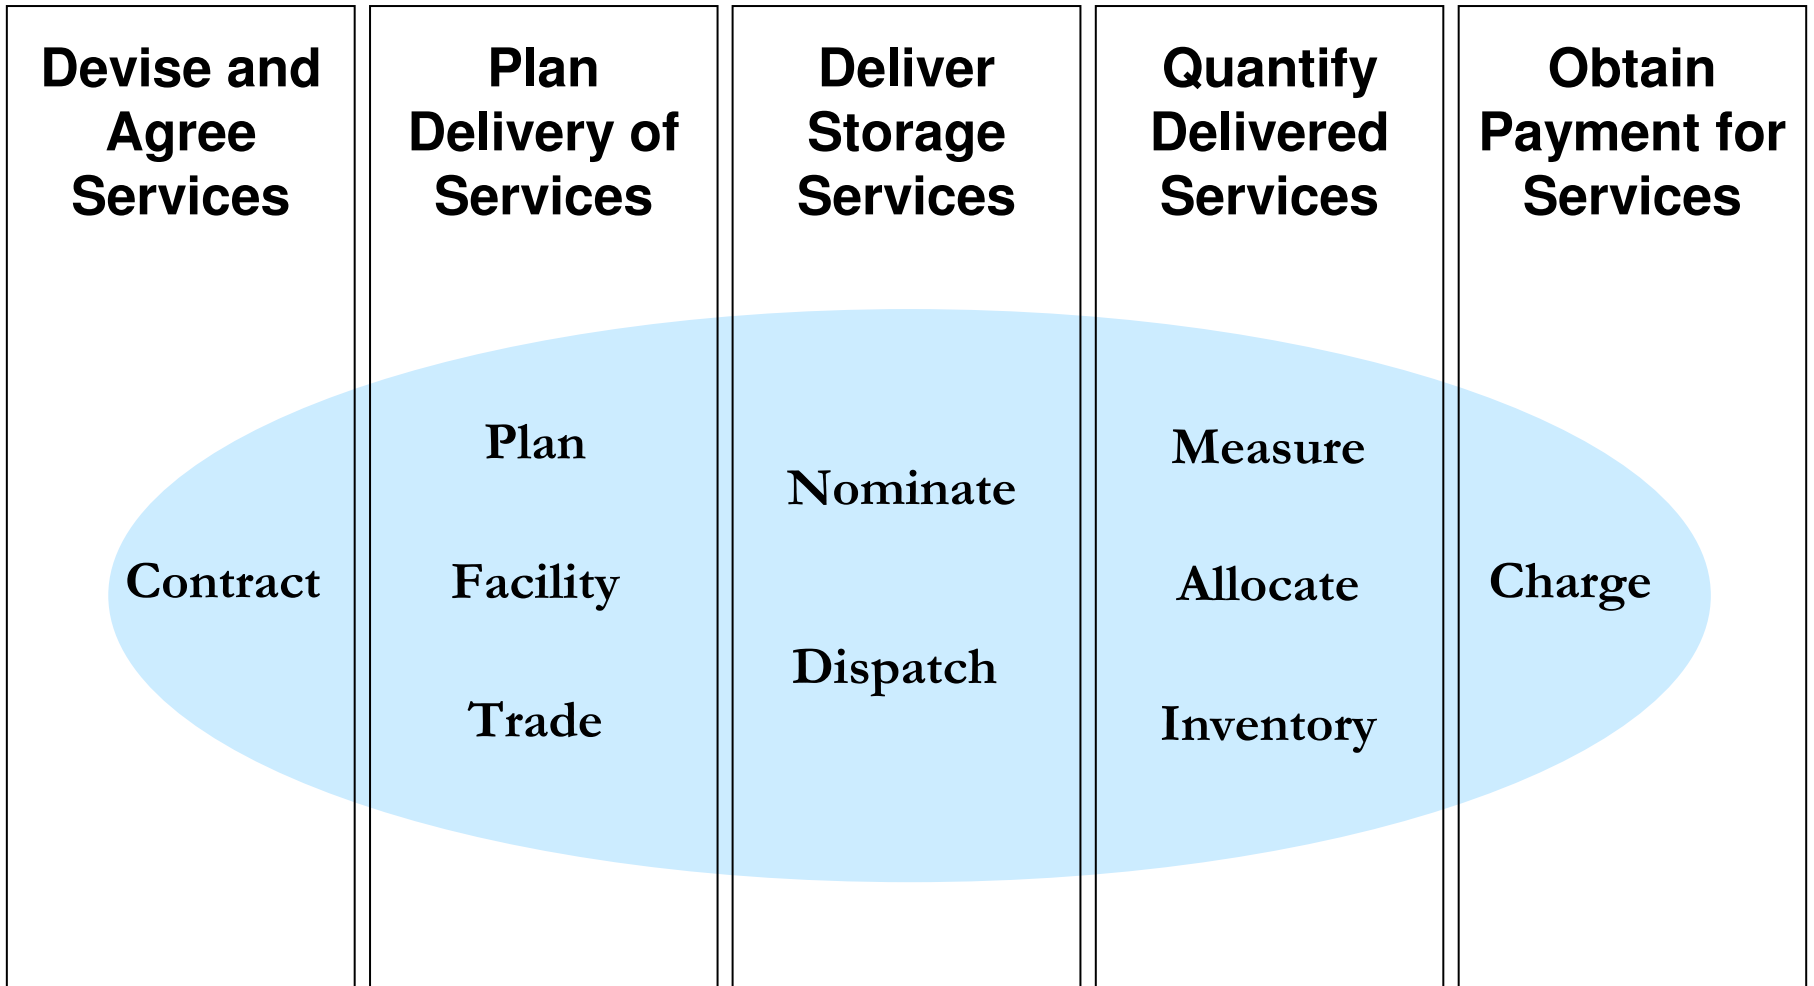 Devise and
Agree
Services
Plan
Delivery of
Services
Deliver
Storage
Services
Quantify
Delivered
Services
Obtain
Payment for
Services
Contract
Plan
Facility
Trade
Nominate
Dispatch
Measure
Allocate
Inventory
Charge